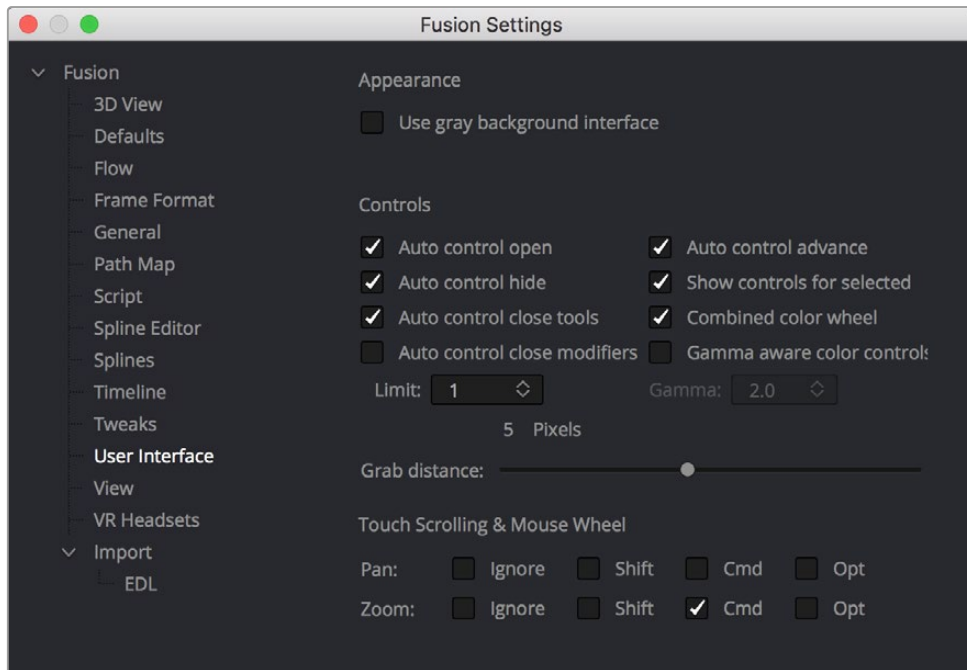 Fusion Settings
Fusion
3D View
Defaults
Flow
Frame Format
General
Path Map
Script
Spline Editor
Splines
Timeline
Tweaks
User Interface
View
VR Headsets
Import
EDL
Appearance
Use gray background interface
Controls
Auto control open Auto control advance
Auto control hide Show controls for selected
Auto control close tools Combined color wheel
Auto control close modifiers Gamma aware color controls
Limit: 1 Gamma: 2.0
5 Pixels
Grab distance:
Touch Scrolling & Mouse Wheel
Pan: Ignore Shift Cmd Opt
Zoom: Ignore Shift Cmd Opt